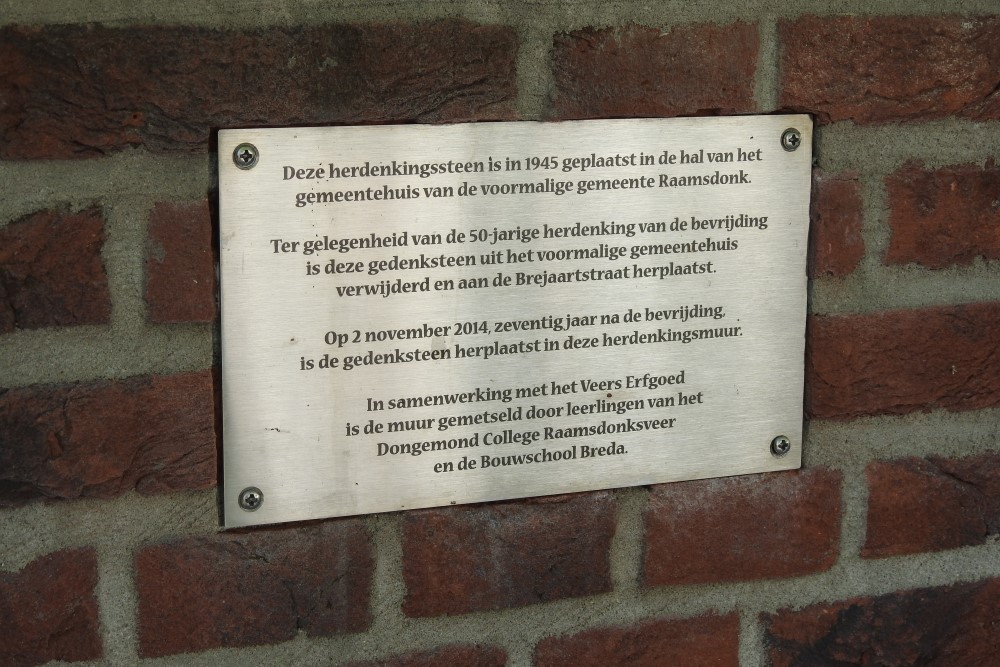 Deze herdenkingssteen is in 1945 geplaatst in de hal van het
gemeentehuis van de voormalige gemeente Raamsdonk.
Ter gelegenheid van de 50-jarige herdenking van de bevrijding
is deze gedenksteen uit het voormalige gemeentehuis
verwijderd en aan de Brejaartstraat herplaatst.
Op 2 november 2014, zeventig jaar na de bevrijding,
is de gedenksteen herplaatst in deze herdenkingsmuur.
In samenwerking met het Veers Erfgoed
is de muur gemetseld door leerlingen van het
Dongemond College Raamsdonksveer
en de Bouwschool Breda.